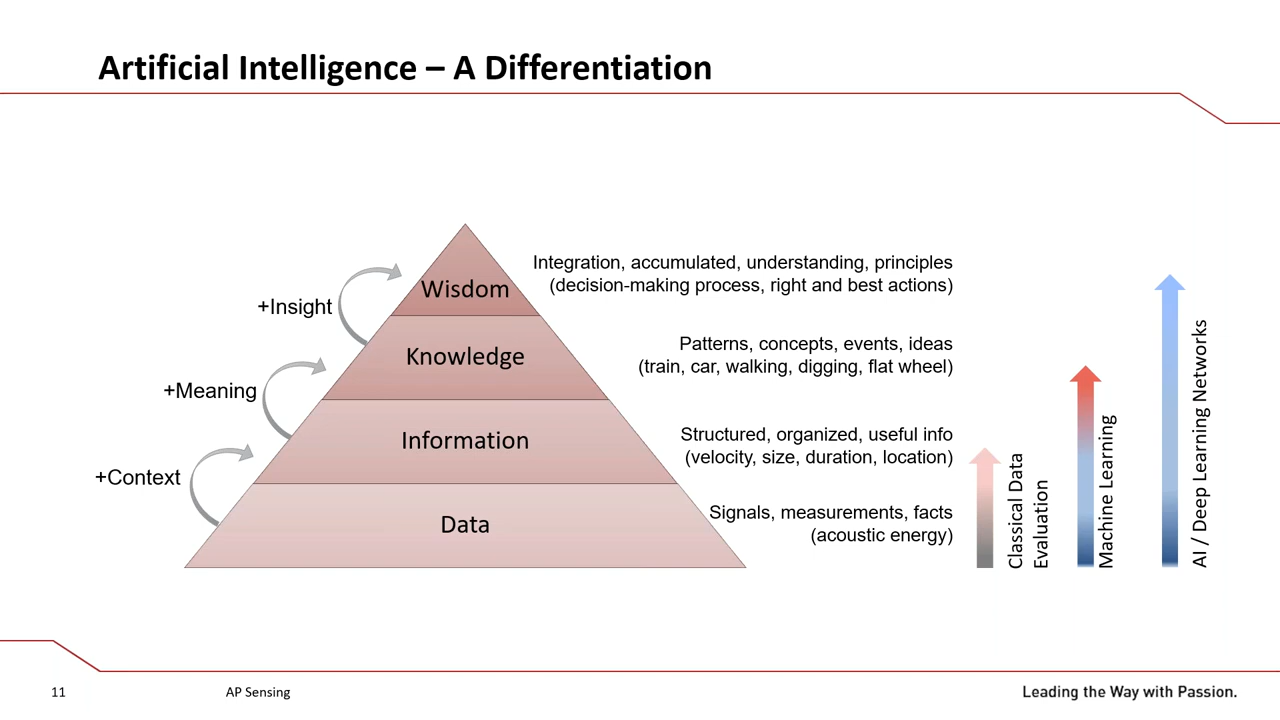 Artificial Intelligence – A Differentiation
Wisdom
Knowledge
Information
Data
+Insight
+Meaning
+Context
Integration, accumulated, understanding, principles
(decision-making process, right and best actions)
Patterns, concepts, events, ideas
(train, car, walking, digging, flat wheel)
Structured, organized, useful info
(velocity, size, duration, location)
Signals, measurements, facts
(acoustic energy)
Classical Data
Evaluation
Machine Learning
AI / Deep Learning Networks
11
AP Sensing
Leading the Way with Passion.